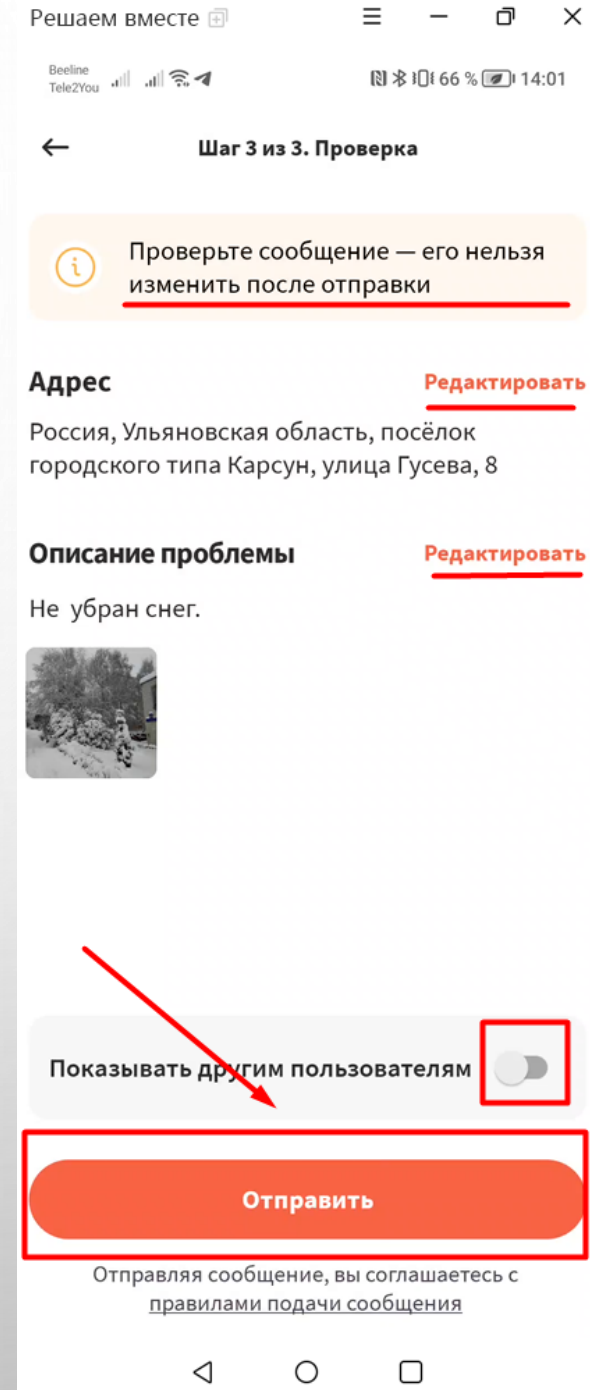 Решаем вместе
Beeline
Tele2You
66 % 14:01
Шаг 3 из 3. Проверка
Проверьте сообщение — его нельзя
изменить после отправки
Адрес
Редактировать
Россия, Ульяновская область, посёлок
городского типа Карсун, улица Гусева, 8
Описание проблемы
Редактировать
Не убран снег.
Показывать другим пользователям
Отправить
Отправляя сообщение, вы соглашаетесь с
правилами подачи сообщения